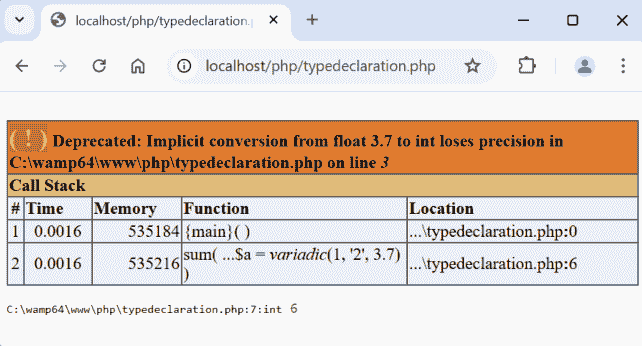 localhost/php/typedeclaration.
localhost/php/typedeclaration.php
( ! ) Deprecated: Implicit conversion from float 3.7 to int loses precision in
C:\wamp64\www\php\typedeclaration.php on line 3
Call Stack
# Time Memory Function Location
1 0.0016 535184 {main}( ) ...\typedeclaration.php:0
2 0.0016 535216 sum( ...$a = variadic(1, '2', 3.7) ...\typedeclaration.php:6
)
C:\wamp64\www\php\typedeclaration.php:7:int 6